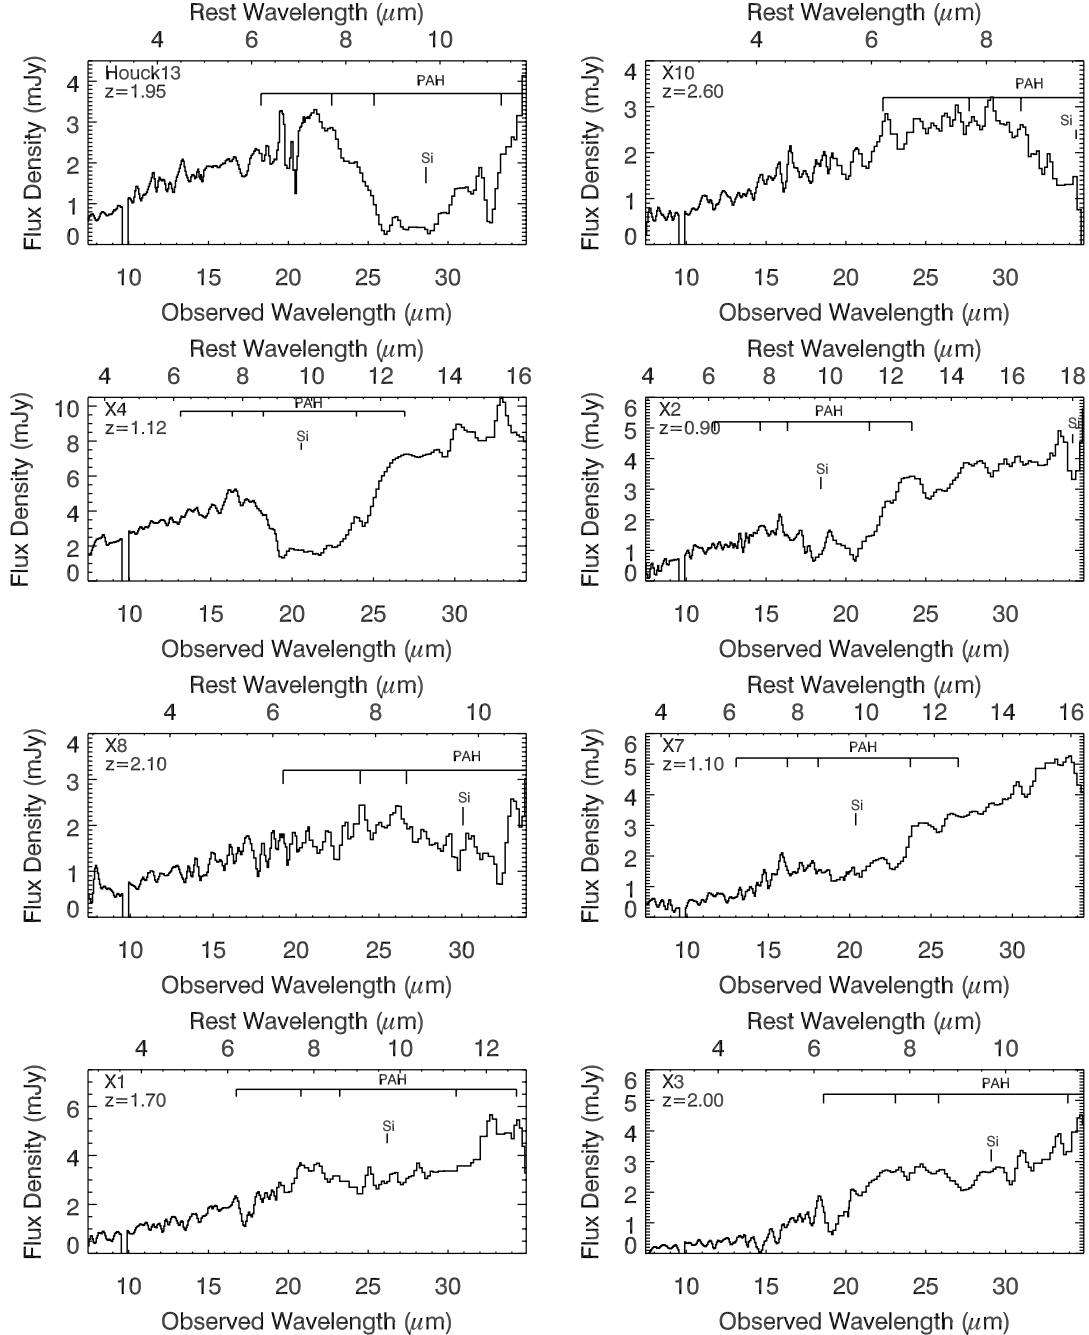 Rest Wavelength (μm)
4 6 8 10
Houck13
z=1.95
PAH
Si
Flux Density (mJy)
4
3
2
1
0
10 15 20 25 30
Observed Wavelength (μm)
Rest Wavelength (μm)
4 6 8
X10
z=2.60
PAH
Si
Flux Density (mJy)
4
3
2
1
0
10 15 20 25 30
Observed Wavelength (μm)
Rest Wavelength (μm)
4 6 8 10 12 14 16
X4
z=1.12
PAH
Si
Flux Density (mJy)
10
8
6
4
2
0
10 15 20 25 30
Observed Wavelength (μm)
Rest Wavelength (μm)
4 6 8 10 12 14 16 18
X2
z=0.90
PAH
Si
Si
Flux Density (mJy)
6
5
4
3
2
1
0
10 15 20 25 30
Observed Wavelength (μm)
Rest Wavelength (μm)
4 6 8 10
X8
z=2.10
PAH
Si
Flux Density (mJy)
4
3
2
1
0
10 15 20 25 30
Observed Wavelength (μm)
Rest Wavelength (μm)
4 6 8 10 12 14 16
X7
z=1.10
PAH
Si
Flux Density (mJy)
6
5
4
3
2
1
0
10 15 20 25 30
Observed Wavelength (μm)
Rest Wavelength (μm)
4 6 8 10 12
X1
z=1.70
PAH
Si
Flux Density (mJy)
6
4
2
0
10 15 20 25 30
Observed Wavelength (μm)
Rest Wavelength (μm)
4 6 8 10
X3
z=2.00
PAH
Si
Flux Density (mJy)
6
5
4
3
2
1
0
10 15 20 25 30
Observed Wavelength (μm)